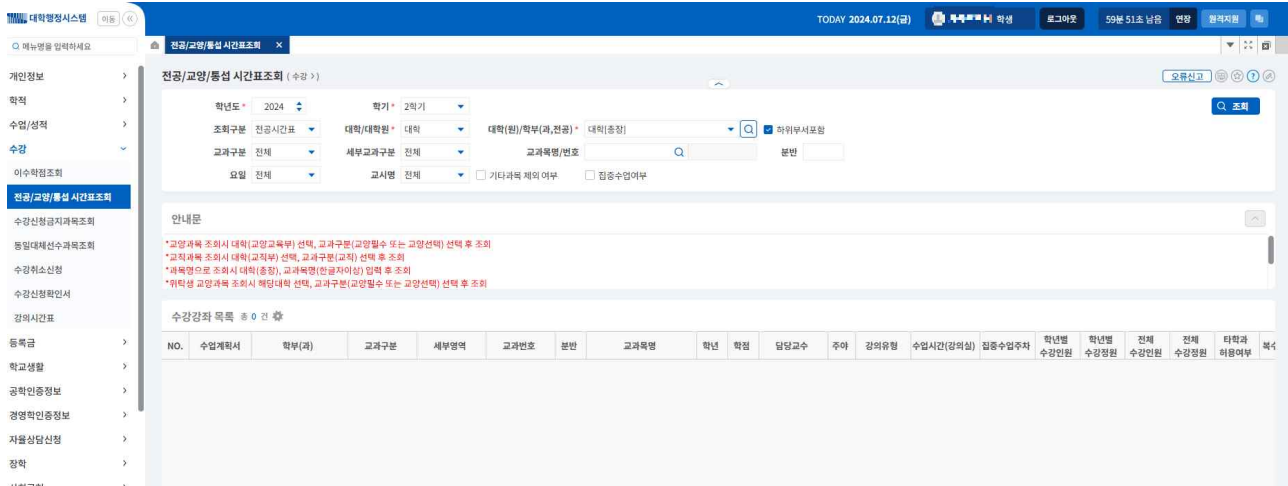 대학행정시스템 이동 «
TODAY 2024.07.12(금) 학생 로그아웃 59분 51초 남음 연장 원격지원
메뉴명을 입력하세요
전공/교양/통섭 시간표조회 X
개인정보
학적
수업/성적
수강
이수학점조회
전공/교양/통섭 시간표조회
수강신청금지과목조회
동일대체선수과목조회
수강취소신청
수강신청확인서
강의시간표
등록금
학교생활
공학인증정보
경영학인증정보
자율상담신청
장학
전공/교양/통섭 시간표조회 ( 수강 > )
오류신고
조회
학년도 * 2024 학기 * 2학기
조회구분 전공시간표 대학/대학원 * 대학 대학(원)/학부(과,전공) * 대학[총장] 하위부서포함
교과구분 전체 세부교과구분 전체 교과목명/번호 분반
요일 전체 교시명 전체 기타과목 제외 여부 집중수업여부
안내문
*교양과목 조회시 대학(교양교육부) 선택, 교과구분(교양필수 또는 교양선택) 선택 후 조회
*교직과목 조회시 대학(교직부) 선택, 교과구분(교직) 선택 후 조회
*과목명으로 조회시 대학(총장), 교과목명(한글자이상) 입력 후 조회
*위탁생 교양과목 조회시 해당대학 선택, 교과구분(교양필수 또는 교양선택) 선택 후 조회
수강강좌 목록 총 0 건
NO. 수업계획서 학부(과) 교과구분 세부영역 교과번호 분반 교과목명 학년 학점 담당교수 주야 강의유형 수업시간(강의실) 집중수업주차 학년별 수강인원 학년별 수강정원 전체 수강인원 전체 수강정원 타학과 허용여부 복수